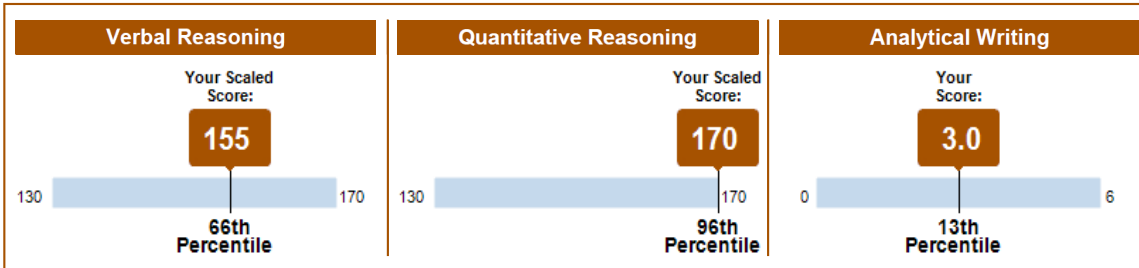 Verbal Reasoning
Your Scaled
Score:
155
130
170
66th
Percentile
Quantitative Reasoning
Your Scaled
Score:
170
130
170
96th
Percentile
Analytical Writing
Your
Score:
3.0
0
6
13th
Percentile